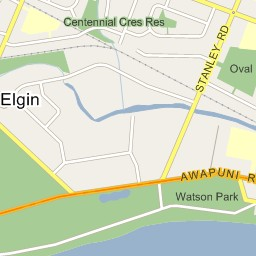 Centennial Cres Res
STANLEY RD
Oval
Elgin
AWAPUNI R
Watson Park